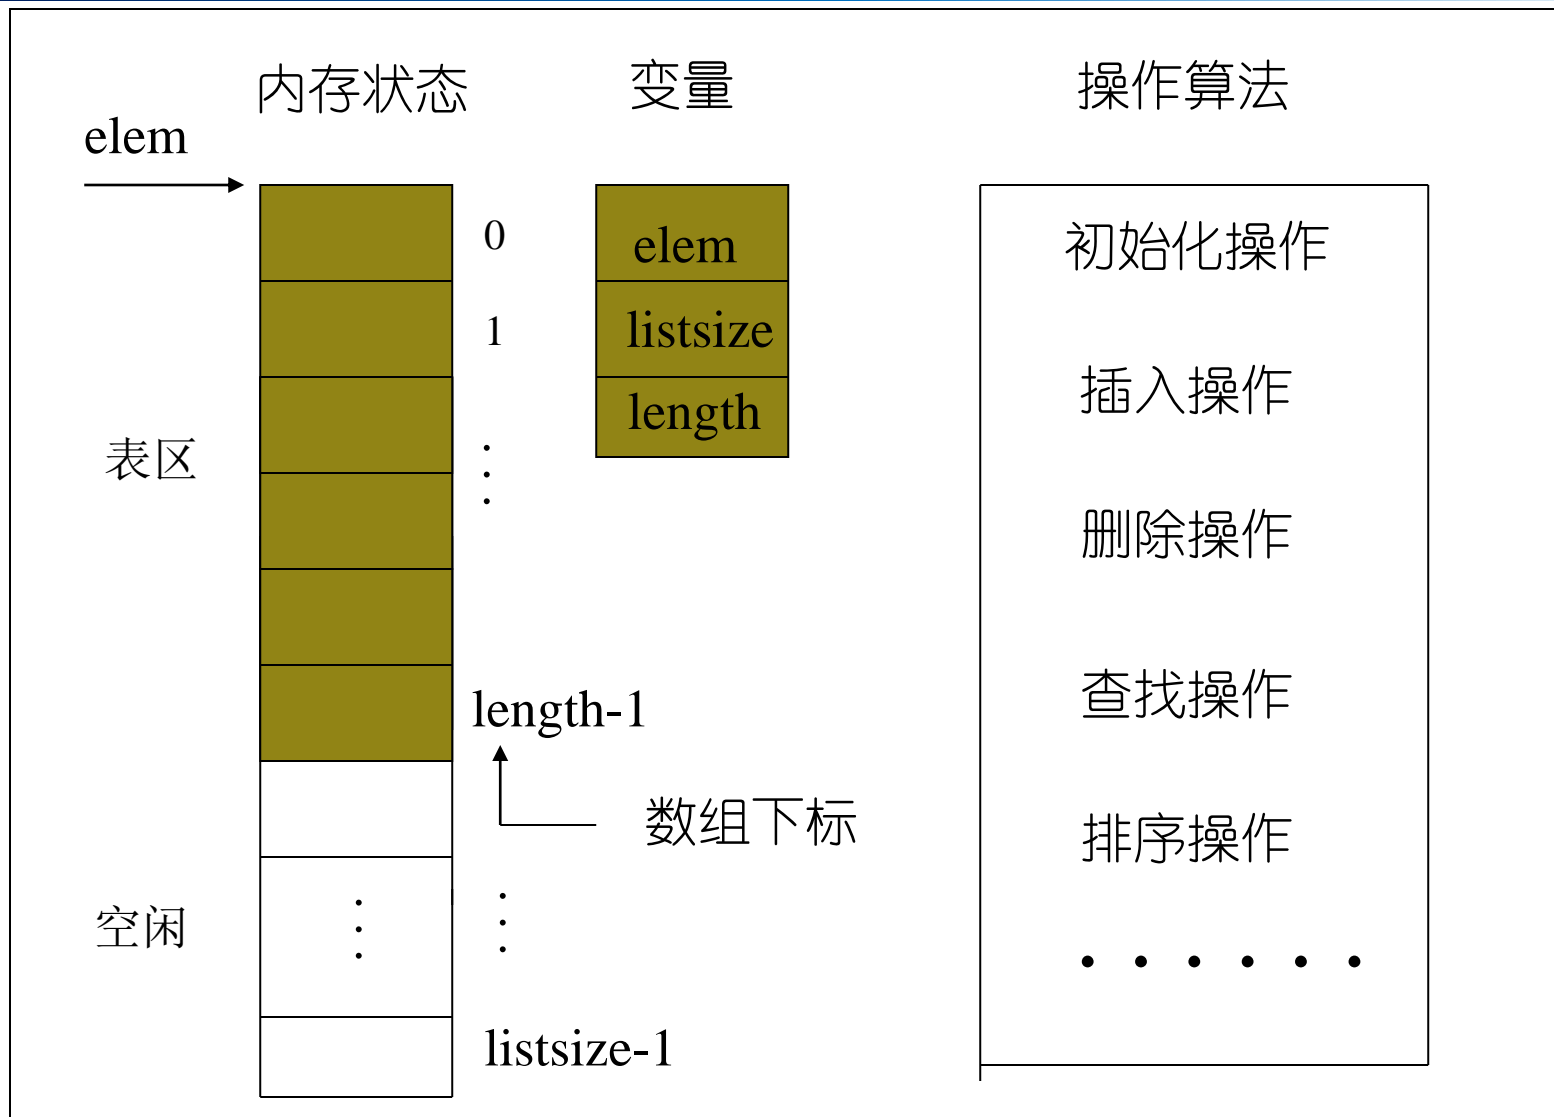 内存状态
变量
操作算法
elem
0
elem
初始化操作
1
listsize
插入操作
length
表区
删除操作
length-1
查找操作
数组下标
排序操作
空闲
listsize-1